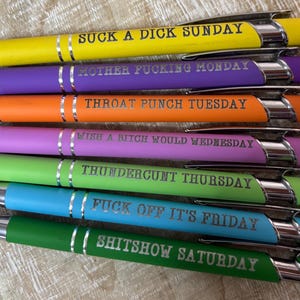 SUCK A DICK SUNDAY
MOTHER FUCKING MONDAY
THROAT PUNCH TUESDAY
WISH A BITCH WOULD WEDNESDAY
THUNDERCUNT THURSDAY
FUCK OFF IT'S FRIDAY
SHITSHOW SATURDAY